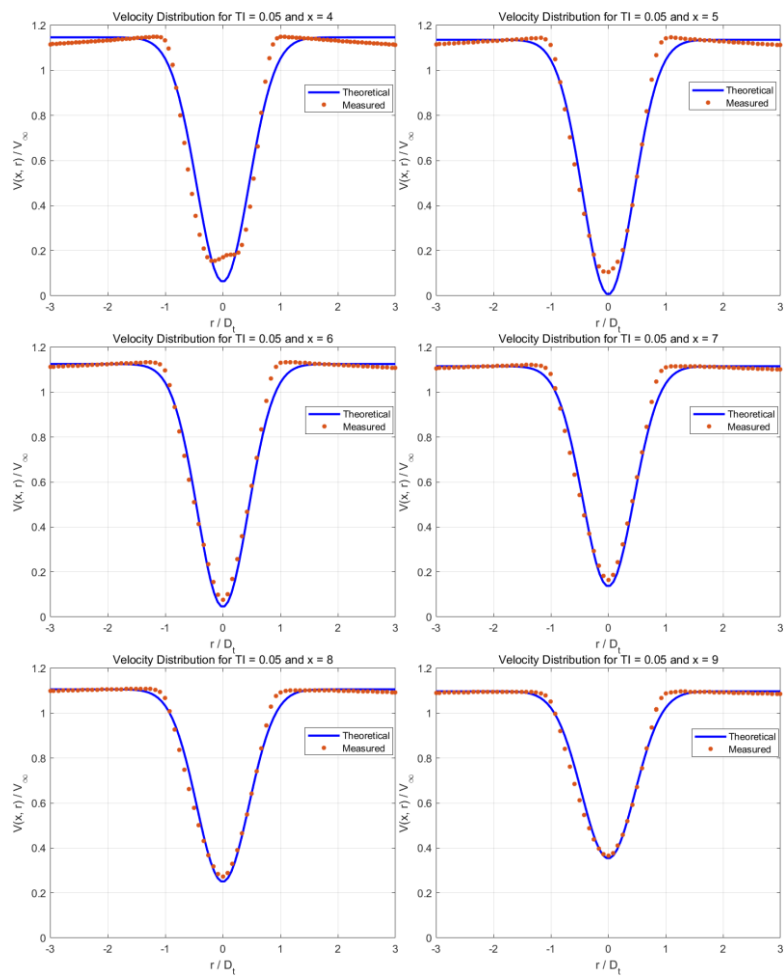 Velocity Distribution for TI = 0.05 and x = 4
V(x, r) / V∞
1.2
1
0.8
0.6
0.4
0.2
0
Theoretical
Measured
-3 -2 -1 0 1 2 3
r / Dt
Velocity Distribution for TI = 0.05 and x = 5
V(x, r) / V∞
1.2
1
0.8
0.6
0.4
0.2
0
Theoretical
Measured
-3 -2 -1 0 1 2 3
r / Dt
Velocity Distribution for TI = 0.05 and x = 6
V(x, r) / V∞
1.2
1
0.8
0.6
0.4
0.2
0
Theoretical
Measured
-3 -2 -1 0 1 2 3
r / Dt
Velocity Distribution for TI = 0.05 and x = 7
V(x, r) / V∞
1.2
1
0.8
0.6
0.4
0.2
0
Theoretical
Measured
-3 -2 -1 0 1 2 3
r / Dt
Velocity Distribution for TI = 0.05 and x = 8
V(x, r) / V∞
1.2
1
0.8
0.6
0.4
0.2
0
Theoretical
Measured
-3 -2 -1 0 1 2 3
r / Dt
Velocity Distribution for TI = 0.05 and x = 9
V(x, r) / V∞
1.2
1
0.8
0.6
0.4
0.2
0
Theoretical
Measured
-3 -2 -1 0 1 2 3
r / Dt